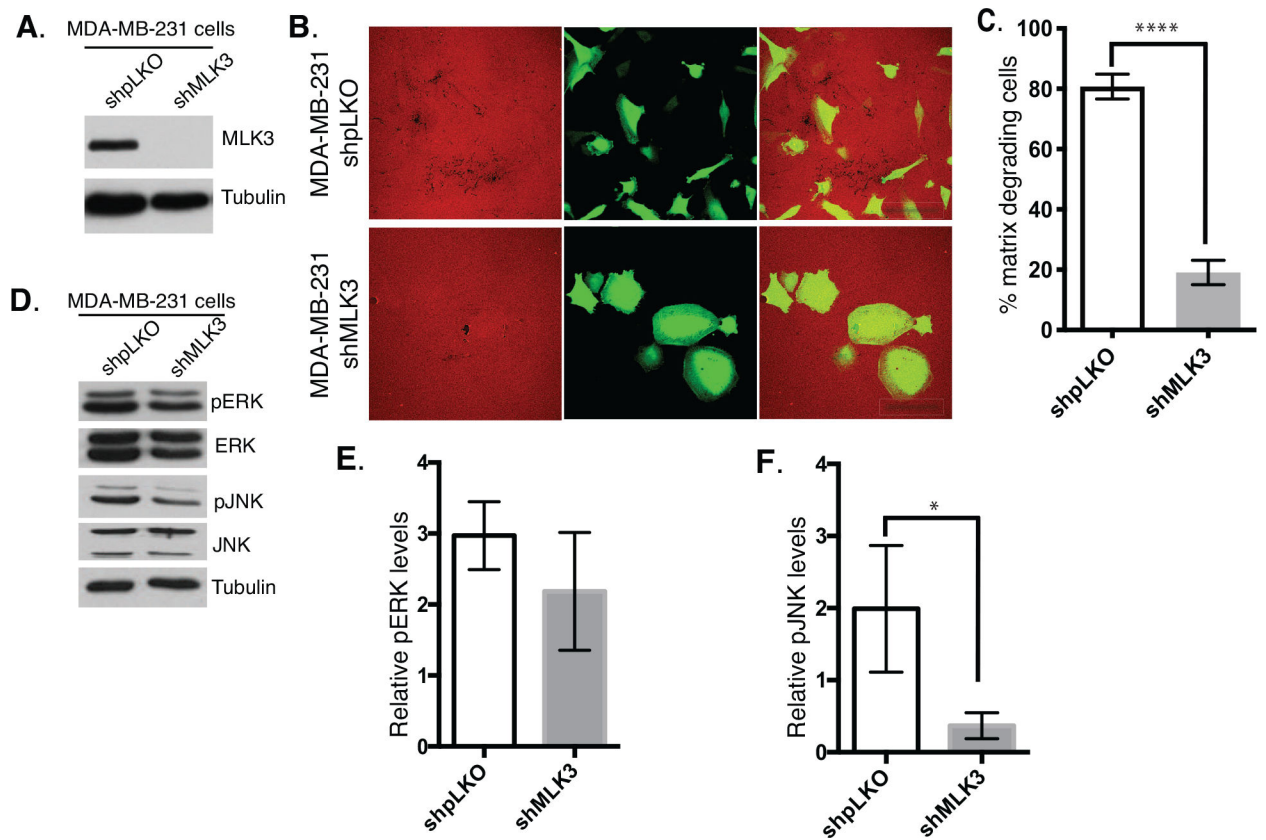 A.
MDA-MB-231 cells
shpLKO
shMLK3
MLK3
Tubulin
B.
MDA-MB-231
shpLKO
MDA-MB-231
shMLK3
C.
% matrix degrading cells
100
80
60
40
20
0
****
shpLKO
shMLK3
D.
MDA-MB-231 cells
shpLKO
shMLK3
pERK
ERK
pJNK
JNK
Tubulin
E.
Relative pERK levels
4
3
2
1
0
shpLKO
shMLK3
F.
Relative pJNK levels
4
3
2
1
0
*
shpLKO
shMLK3